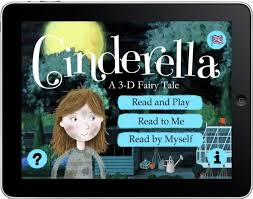 Cinderella
A 3-D Fairy Tale
Read and Play
Read to Me
Read by Myself
? i